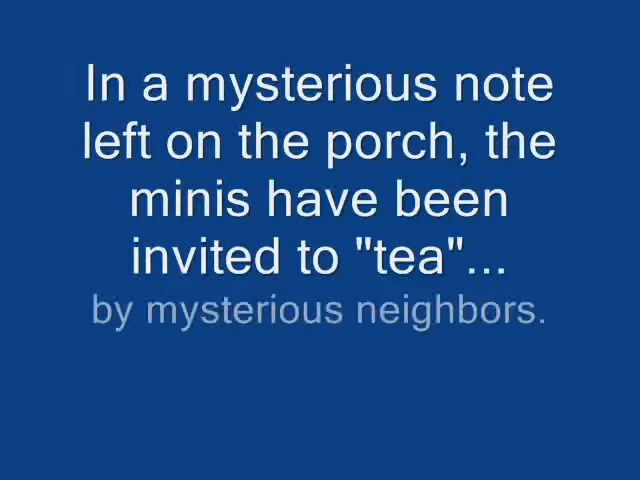 In a mysterious note
left on the porch, the
minis have been
invited to "tea"...
by mysterious neighbors.